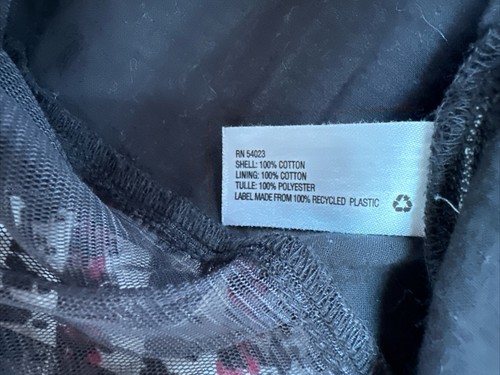 RN 54023
SHELL: 100% COTTON
LINING: 100% COTTON
TULLE: 100% POLYESTER
LABEL MADE FROM 100% RECYCLED PLASTIC